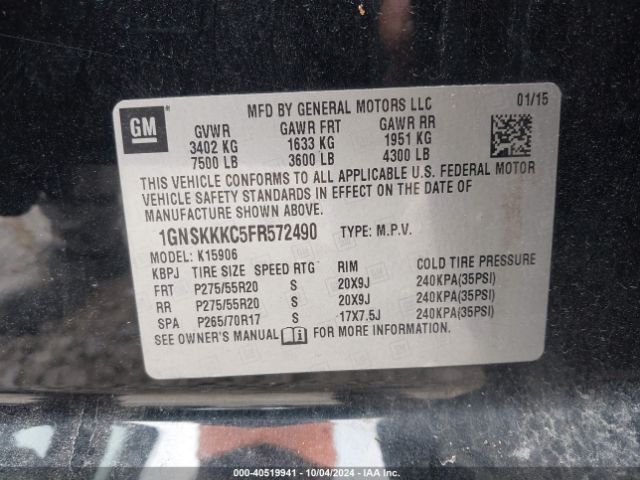 GM
MFD BY GENERAL MOTORS LLC 01/15
GVWR GAWR FRT GAWR RR
3402 KG 1633 KG 1951 KG
7500 LB 3600 LB 4300 LB
THIS VEHICLE CONFORMS TO ALL APPLICABLE U.S. FEDERAL MOTOR
VEHICLE SAFETY STANDARDS IN EFFECT ON THE DATE OF
MANUFACTURE SHOWN ABOVE.
1GNSKKKC5FR572490 TYPE: M.P.V.
MODEL: K15906
KBPJ TIRE SIZE SPEED RTG RIM COLD TIRE PRESSURE
FRT P275/55R20 S 20X9J 240KPA(35PSI)
RR P275/55R20 S 20X9J 240KPA(35PSI)
SPA P265/70R17 S 17X7.5J 240KPA(35PSI)
SEE OWNER'S MANUAL FOR MORE INFORMATION.
000-40519941 - 10/04/2024 - IAA Inc.